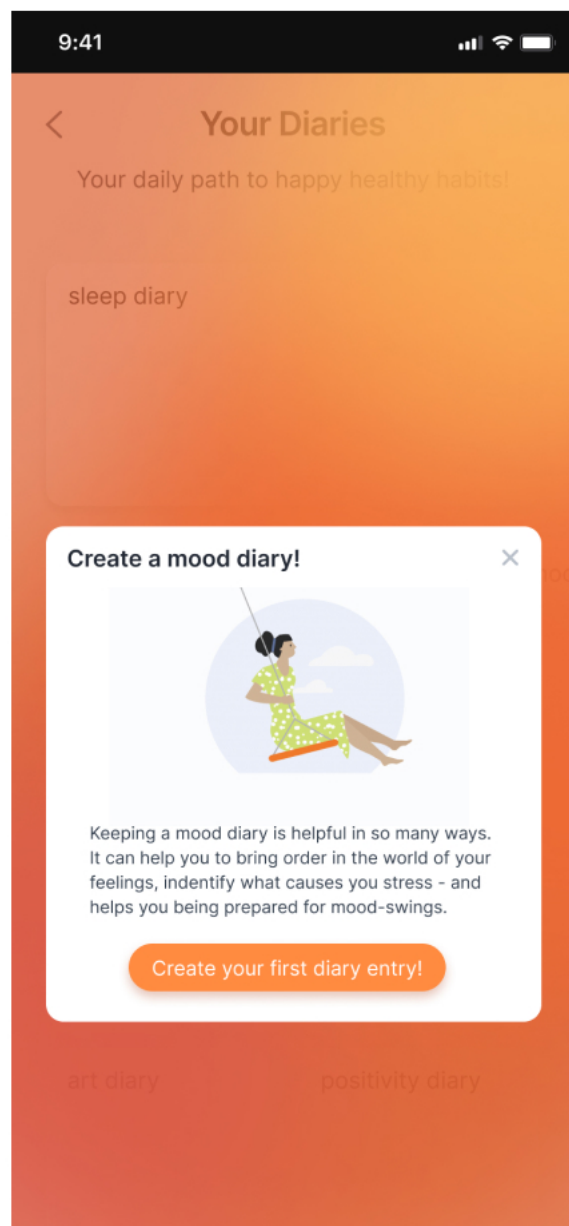 9:41
Your Diaries
Your daily path to happy healthy habits!
sleep diary
Create a mood diary!
Keeping a mood diary is helpful in so many ways.
It can help you to bring order in the world of your
feelings, indentify what causes you stress - and
helps you being prepared for mood-swings.
Create your first diary entry!
art diary
positivity diary